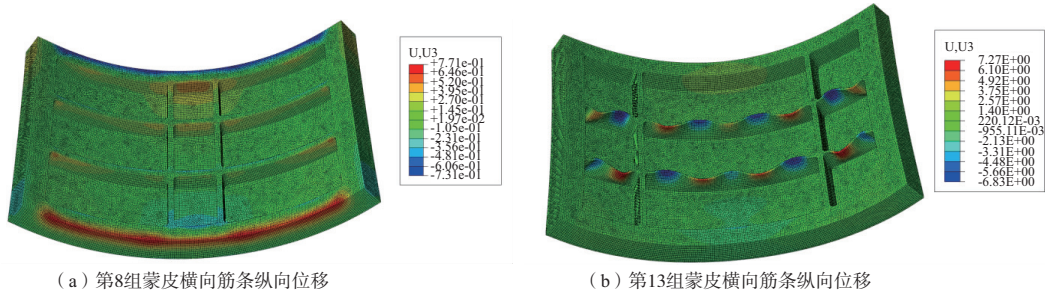 U,U3
+7.71e-01
+6.46e-01
+5.20e-01
+3.95e-01
+2.70e-01
+1.45e-01
+1.97e-02
-1.05e-01
-2.31e-01
-3.56e-01
-4.81e-01
-6.06e-01
-7.31e-01
U,U3
7.27E+00
6.10E+00
4.92E+00
3.75E+00
2.57E+00
1.40E+00
220.12E-03
-955.11E-03
-2.13E+00
-3.31E+00
-4.48E+00
-5.66E+00
-6.83E+00
（a）第8组蒙皮横向筋条纵向位移
（b）第13组蒙皮横向筋条纵向位移